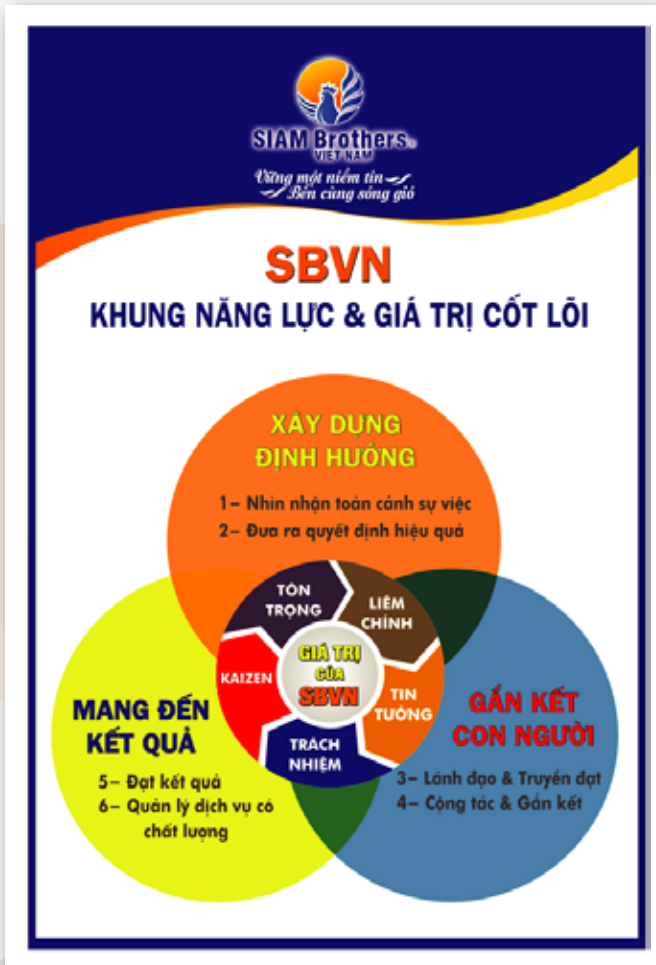 SIAM Brothers®
VIET NAM
Vững một niềm tin
Bền cùng sóng gió
SBVN
KHUNG NĂNG LỰC & GIÁ TRỊ CỐT LÕI
XÂY DỰNG
ĐỊNH HƯỚNG
1– Nhìn nhận toàn cảnh sự việc
2– Đưa ra quyết định hiệu quả
TÔN
TRỌNG
LIÊM
CHÍNH
KAIZEN
GIÁ TRỊ
CỦA
SBVN
TIN
TƯỞNG
TRÁCH
NHIỆM
MANG ĐẾN
KẾT QUẢ
5– Đạt kết quả
6– Quản lý dịch vụ có
chất lượng
GẮN KẾT
CON NGƯỜI
3– Lãnh đạo & Truyền đạt
4– Cộng tác & Gắn kết